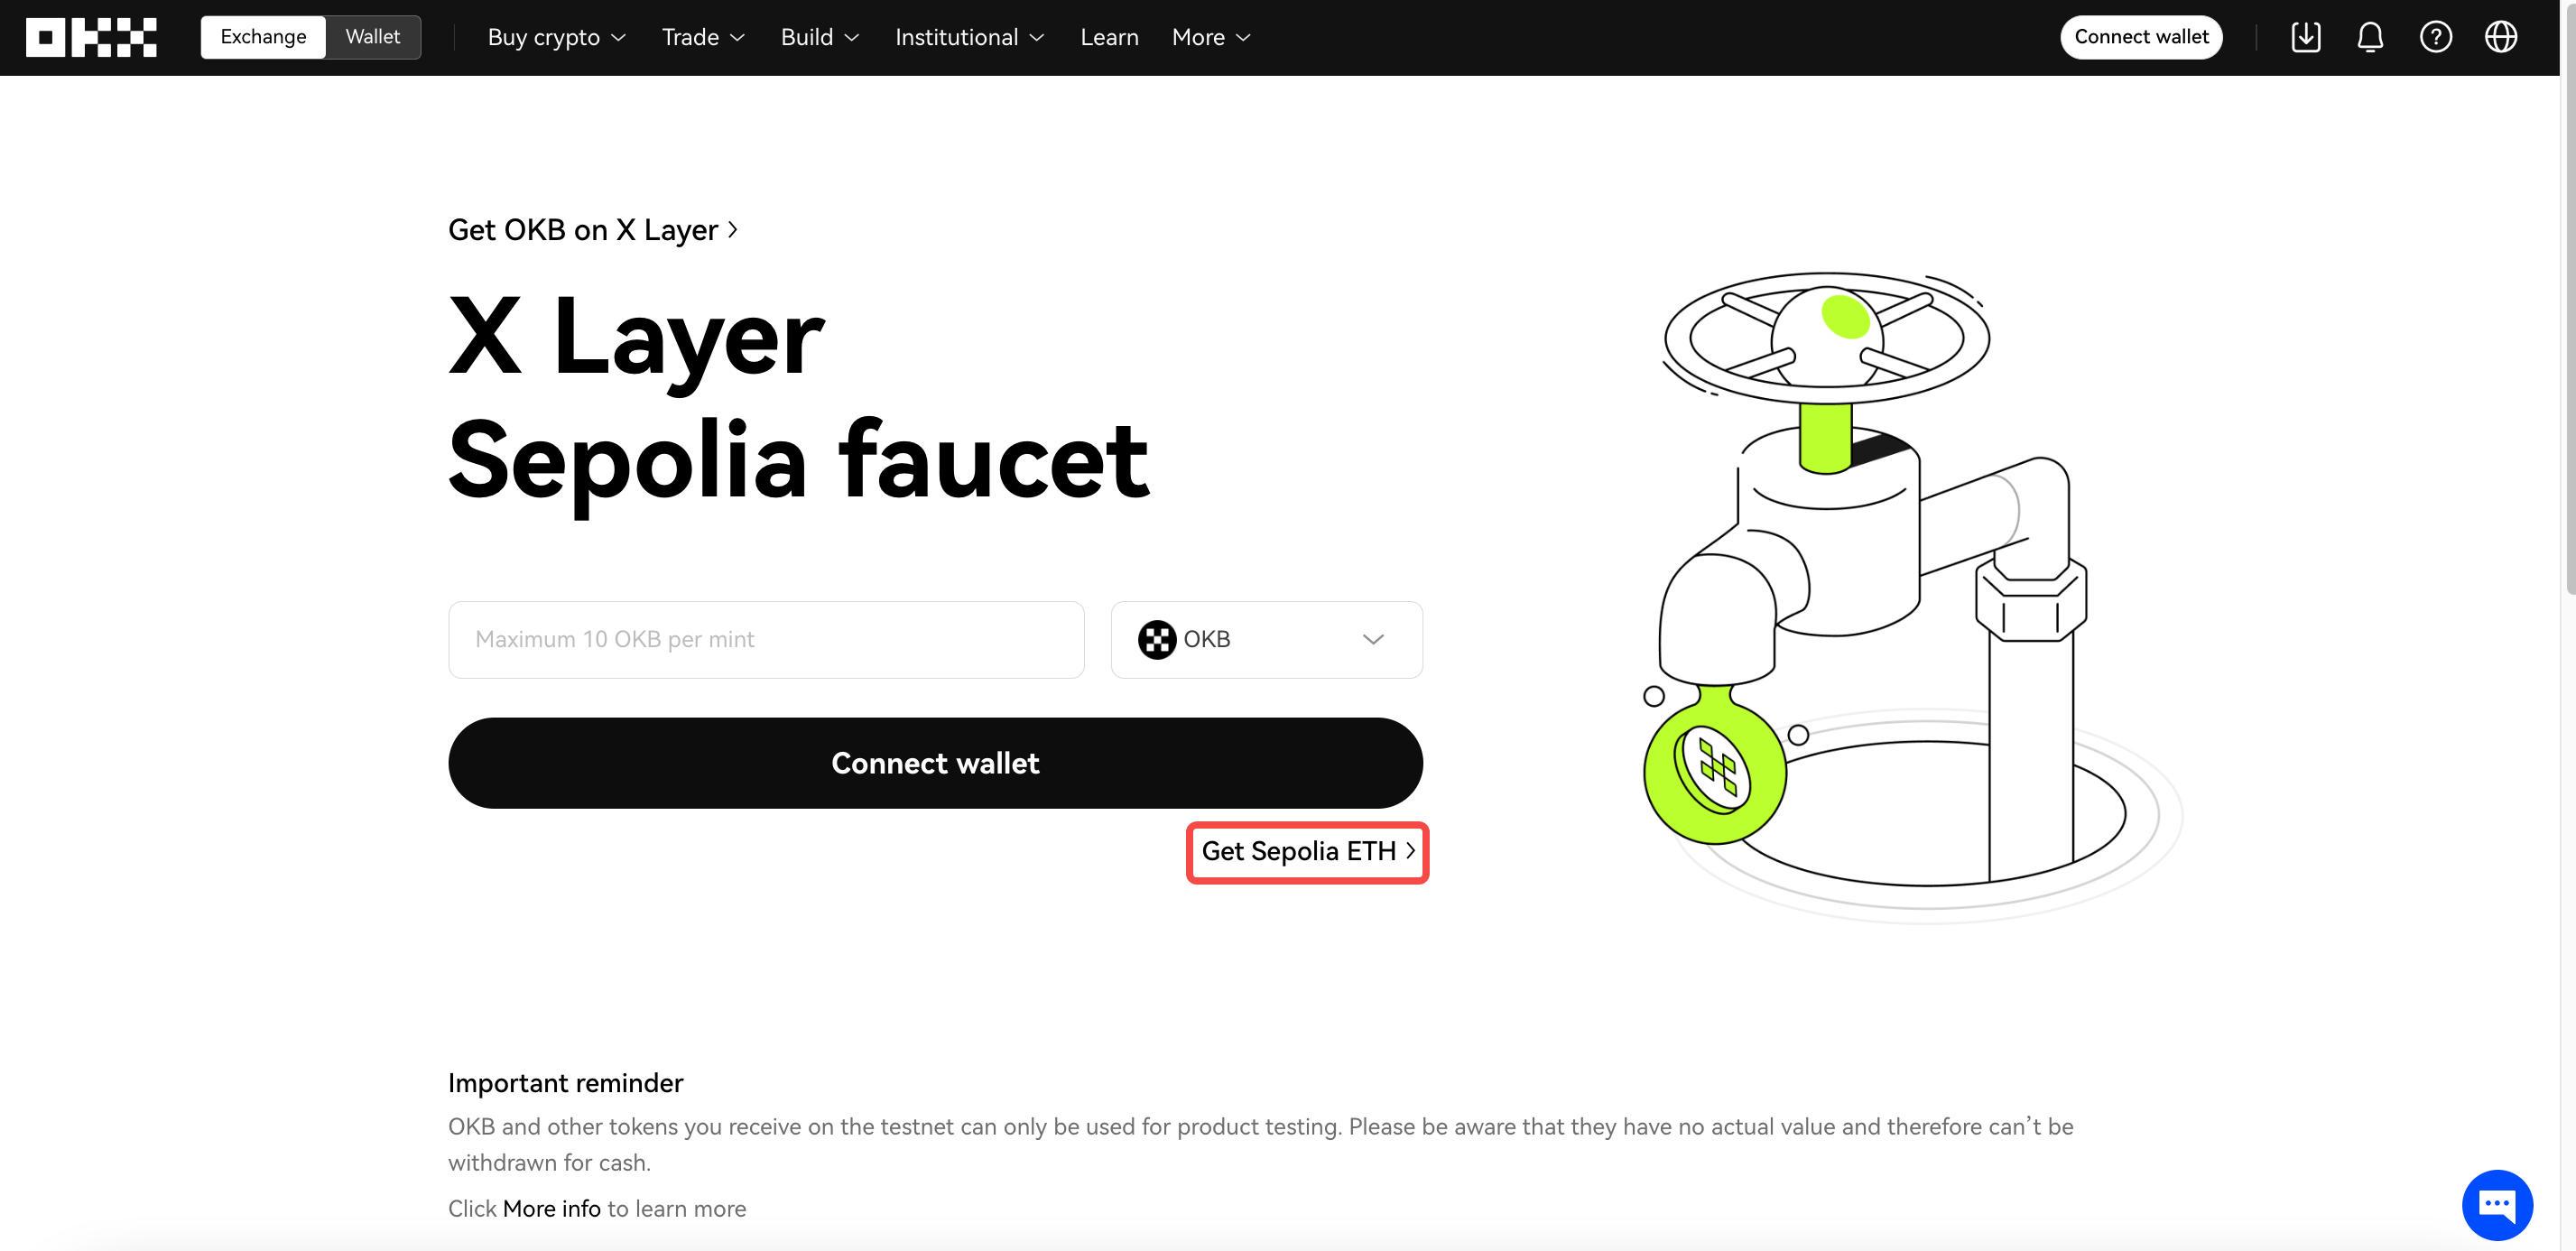 OKX
Exchange Wallet Buy crypto Trade Build Institutional Learn More Connect wallet
Get OKB on X Layer
X Layer
Sepolia faucet
Maximum 10 OKB per mint OKB
Connect wallet
Get Sepolia ETH
Important reminder
OKB and other tokens you receive on the testnet can only be used for product testing. Please be aware that they have no actual value and therefore can’t be
withdrawn for cash.
Click More info to learn more